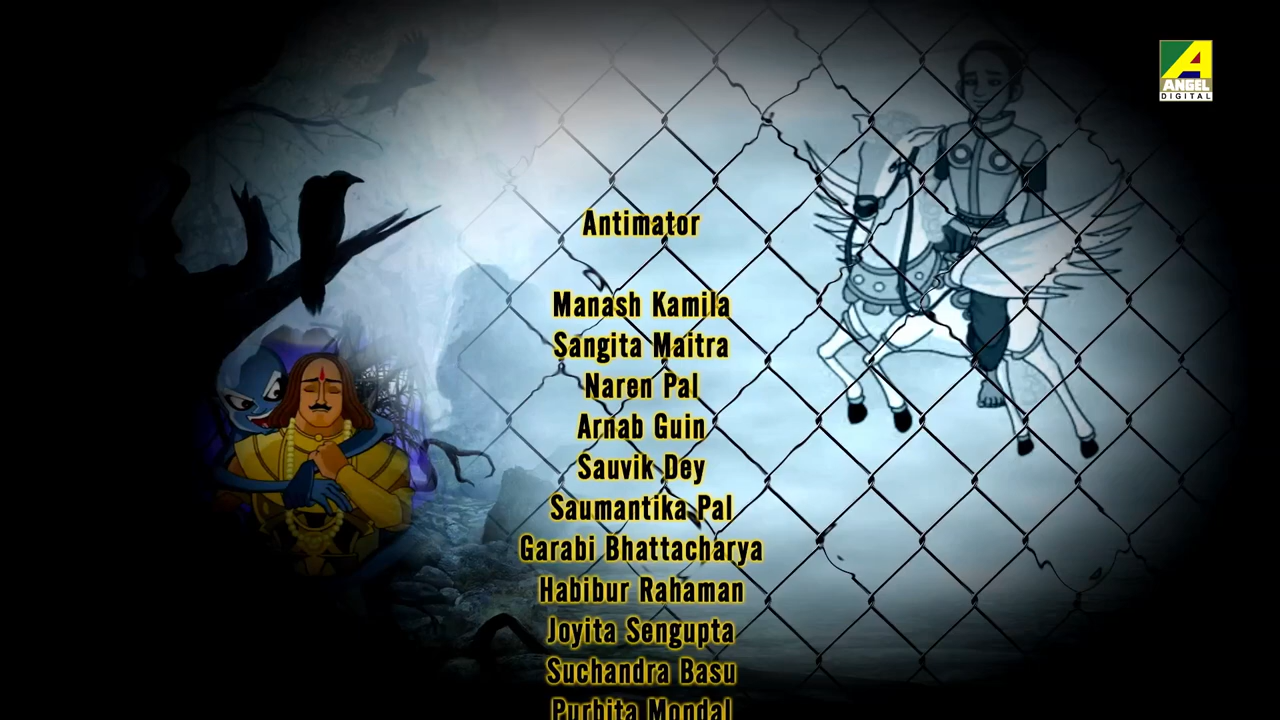 A
ANGEL
DIGITAL
Antimator
Manash Kamila
Sangita Maitra
Naren Pal
Arnab Guin
Sauvik Dey
Saumantika Pal
Garabi Bhattacharya
Habibur Rahaman
Joyita Sengupta
Suchandra Basu
Purbita Mondal